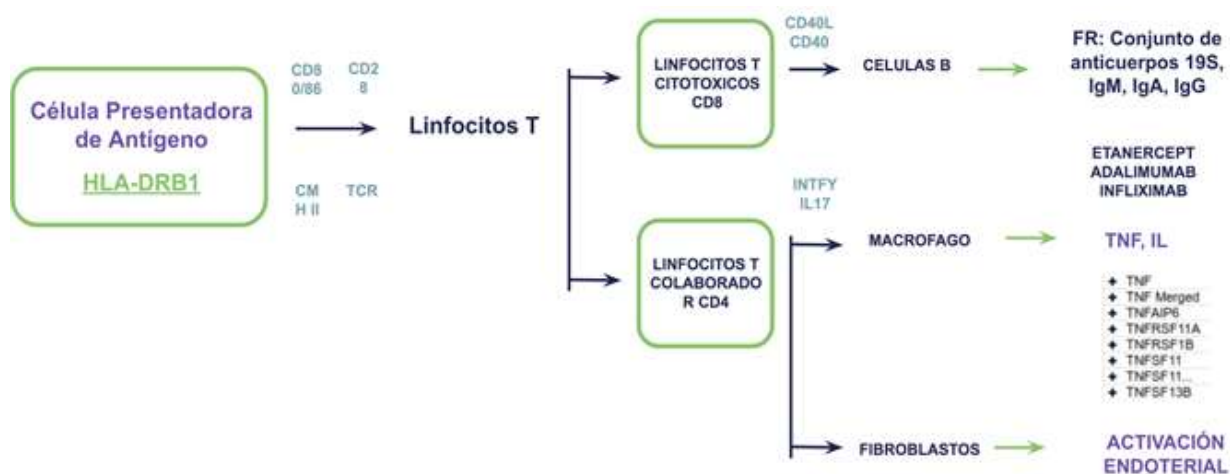 Célula Presentadora
de Antígeno
HLA-DRB1
CD8
0/86
CD2
8
CM
H II
TCR
Linfocitos T
LINFOCITOS T
CITOTOXICOS
CD8
CD40L
CD40
CELULAS B
FR: Conjunto de
anticuerpos 19S,
IgM, IgA, IgG
LINFOCITOS T
COLABORADO
R CD4
INTFY
IL17
MACROFAGO
ETANERCEPT
ADALIMUMAB
INFLIXIMAB
TNF, IL
TNF
TNF Merged
TNFAIP6
TNFRSF11A
TNFRSF1B
TNFSF11
TNFSF11...
TNFSF13B
FIBROBLASTOS
ACTIVACIÓN
ENDOTERIAL